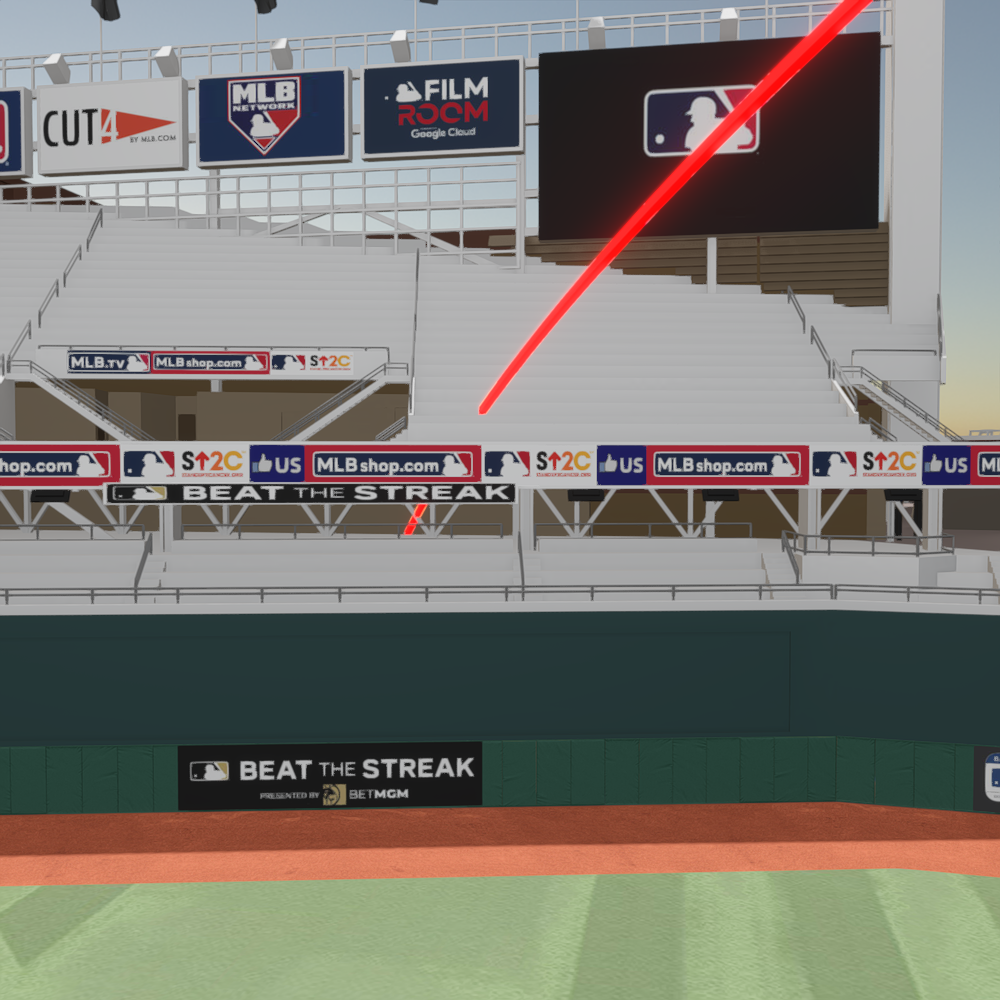 CUT4
BY MLB.COM
MLB
NETWORK
FILM
ROOM
Google Cloud
MLB.TV
MLBshop.com
S↑2C
hop.com
S↑2C
US
MLBshop.com
S↑2C
US
MLBshop.com
S↑2C
US
BEAT THE STREAK
BEAT THE STREAK
PRESENTED BY BETMGM